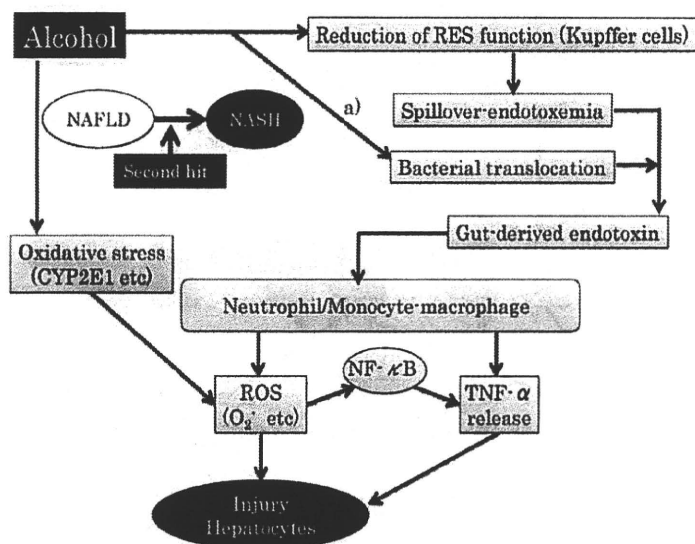 Alcohol
Reduction of RES function (Kupffer cells)
a)
NAFLD
NASH
Spillover-endotoxemia
Second hit
Bacterial translocation
Gut-derived endotoxin
Oxidative stress
(CYP2E1 etc)
Neutrophil/Monocyte-macrophage
NF-κB
ROS
(O₂⁻ etc)
TNF-α
release
Injury
Hepatocytes